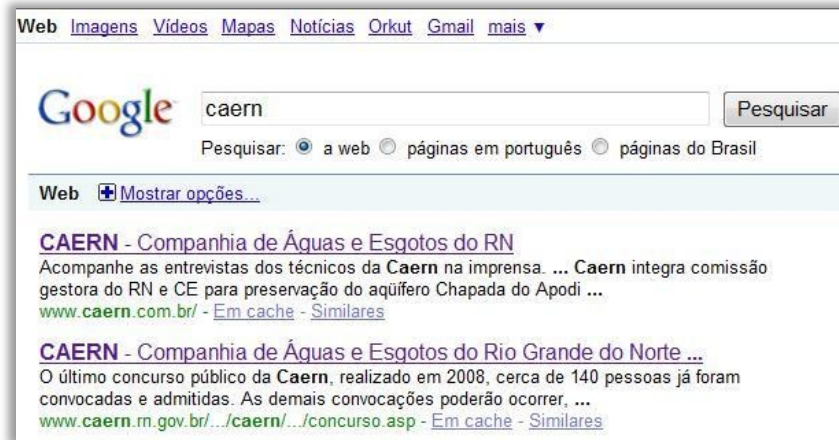 Web Imagens Vídeos Mapas Notícias Orkut Gmail mais ▼
Google caern Pesquisar
Pesquisar: a web páginas em português páginas do Brasil
Web Mostrar opções...
CAERN - Companhia de Águas e Esgotos do RN
Acompanhe as entrevistas dos técnicos da Caern na imprensa. ... Caern integra comissão
gestora do RN e CE para preservação do aqüífero Chapada do Apodi ...
www.caern.com.br/ - Em cache - Similares
CAERN - Companhia de Águas e Esgotos do Rio Grande do Norte ...
O último concurso público da Caern, realizado em 2008, cerca de 140 pessoas já foram
convocadas e admitidas. As demais convocações poderão ocorrer, ...
www.caern.rn.gov.br/.../caern/.../concurso.asp - Em cache - Similares